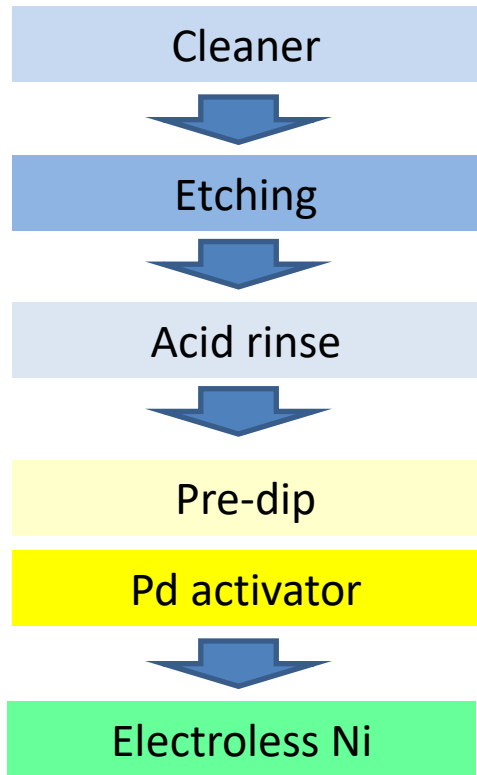 Cleaner
Etching
Acid rinse
Pre-dip
Pd activator
Electroless Ni